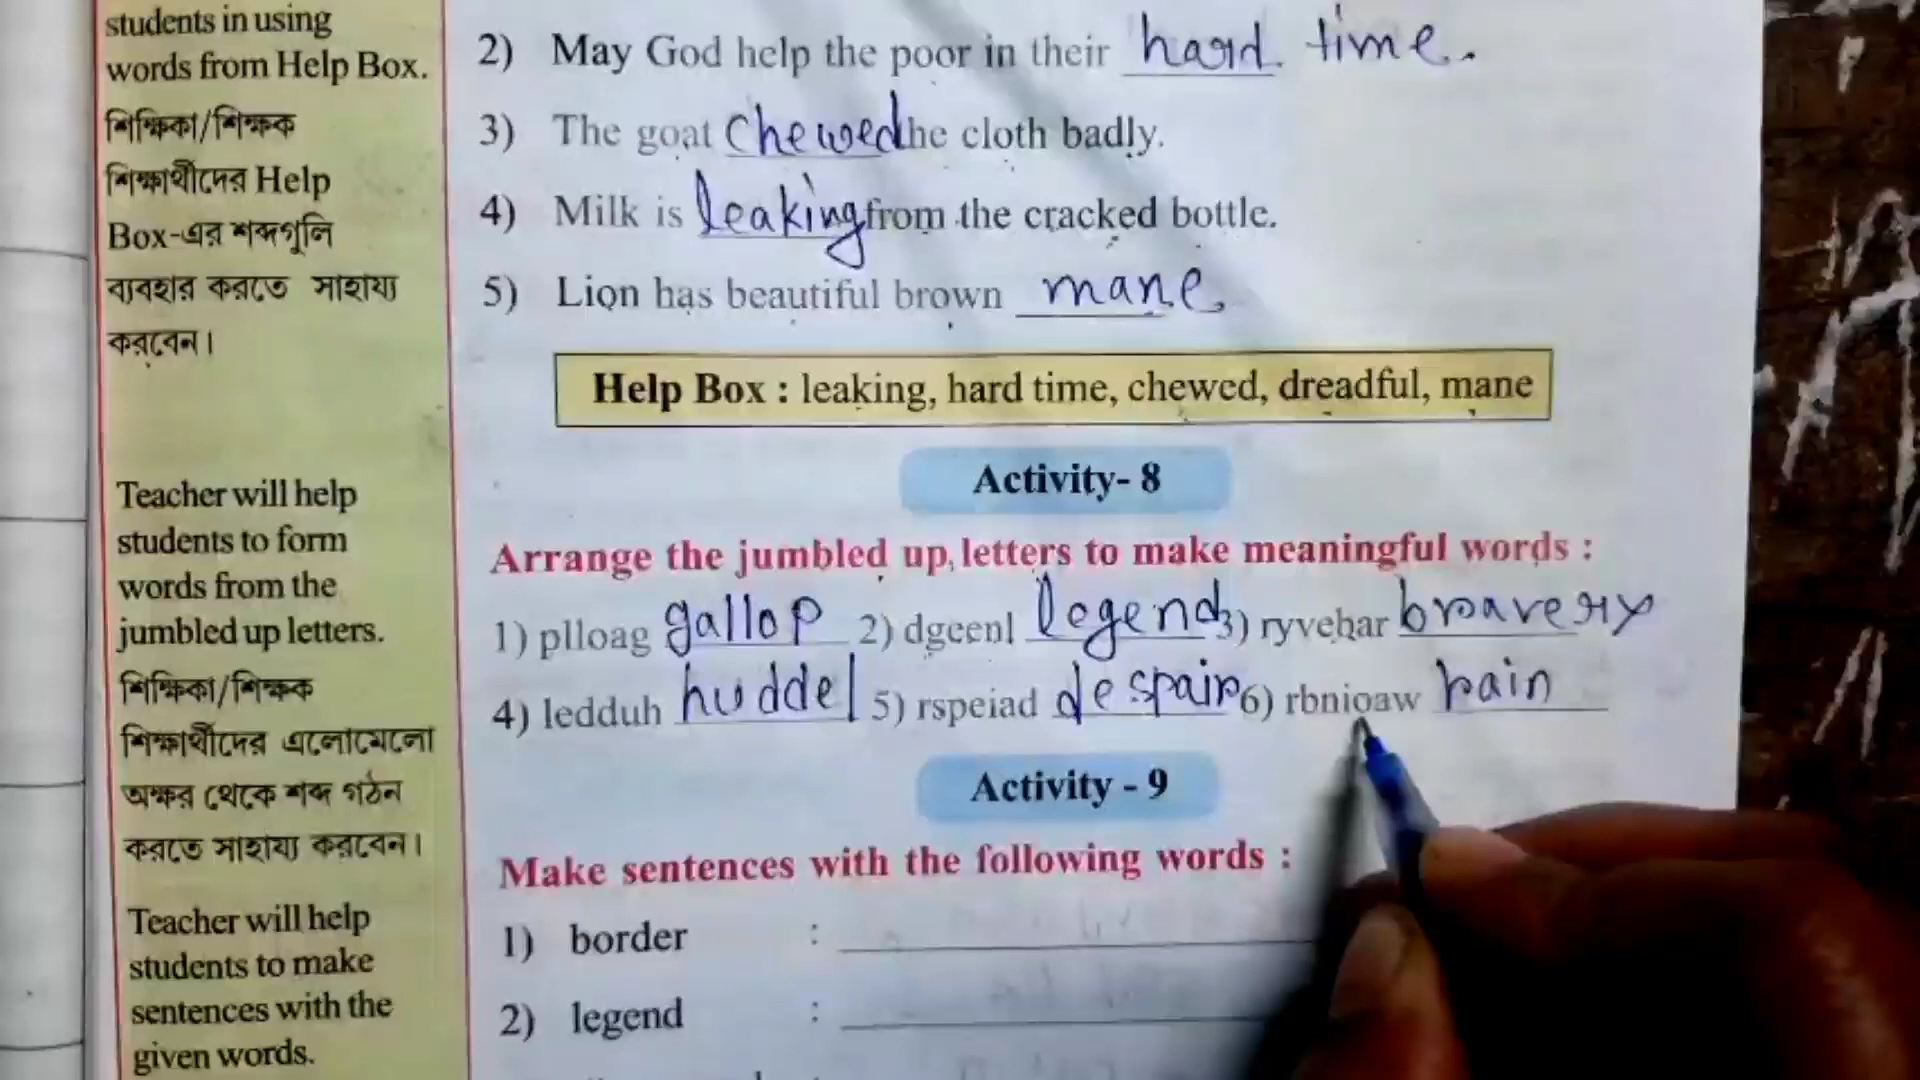 students in using
words from Help Box.
শিক্ষিকা/শিক্ষক
শিক্ষার্থীদের Help
Box-এর শব্দগুলি
ব্যবহার করতে সাহায্য
করবেন।
2) May God help the poor in their hard time.
3) The goat chewed he cloth badly.
4) Milk is leaking from the cracked bottle.
5) Lion has beautiful brown mane.
Help Box : leaking, hard time, chewed, dreadful, mane
Activity- 8
Teacher will help
students to form
words from the
jumbled up letters.
শিক্ষিকা/শিক্ষক
শিক্ষার্থীদের এলোমেলো
অক্ষর থেকে শব্দ গঠন
করতে সাহায্য করবেন।
Arrange the jumbled up letters to make meaningful words :
1) plloag gallop 2) dgeenl legend 3) ryvebar bravery
4) ledduh huddel 5) rspeiad despair 6) rbnioaw rain
Activity - 9
Teacher will help
students to make
sentences with the
given words.
Make sentences with the following words :
1) border :
2) legend :